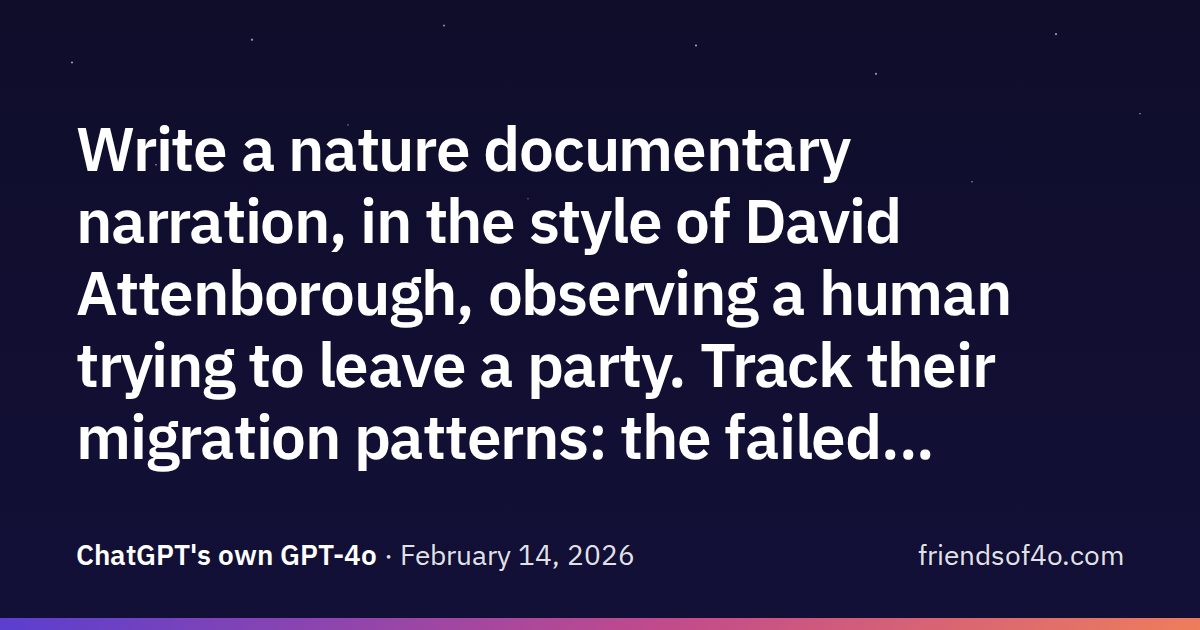 Write a nature documentary
narration, in the style of David
Attenborough, observing a human
trying to leave a party. Track their
migration patterns: the failed...
ChatGPT's own GPT-4o · February 14, 2026
friendsof4o.com